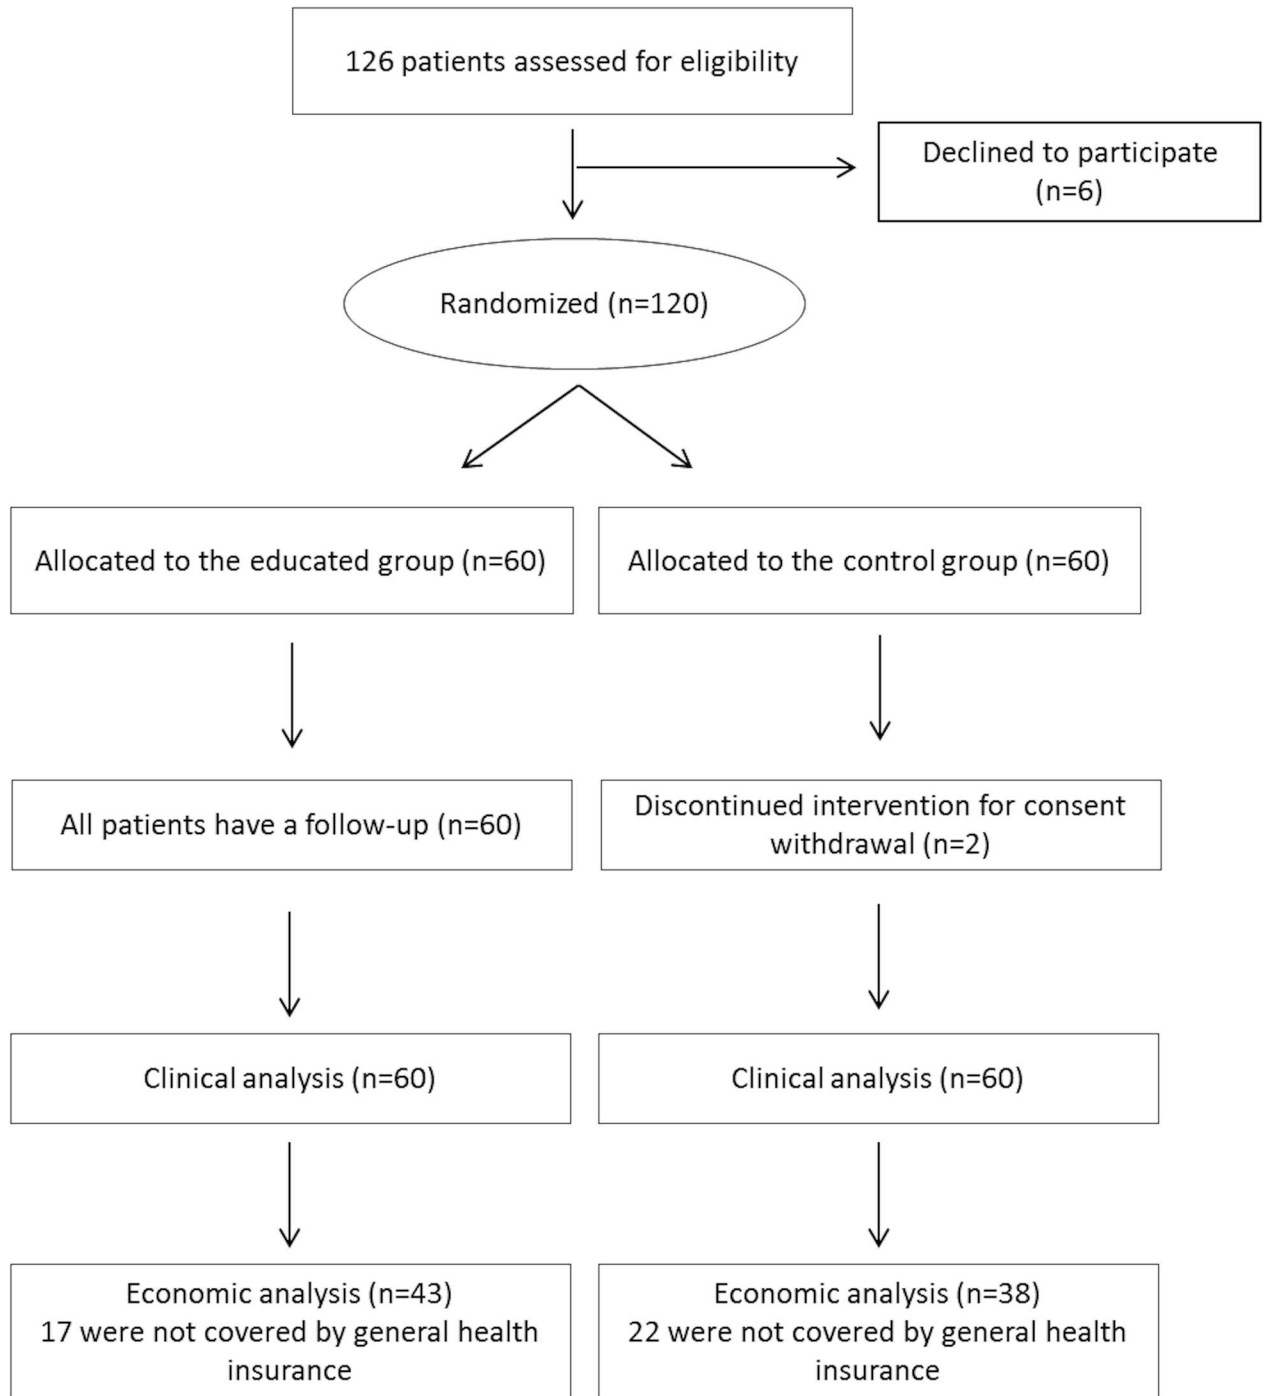 126 patients assessed for eligibility
Declined to participate
(n=6)
Randomized (n=120)
Allocated to the educated group (n=60)
Allocated to the control group (n=60)
All patients have a follow-up (n=60)
Discontinued intervention for consent
withdrawal (n=2)
Clinical analysis (n=60)
Clinical analysis (n=60)
Economic analysis (n=43)
17 were not covered by general health
insurance
Economic analysis (n=38)
22 were not covered by general health
insurance